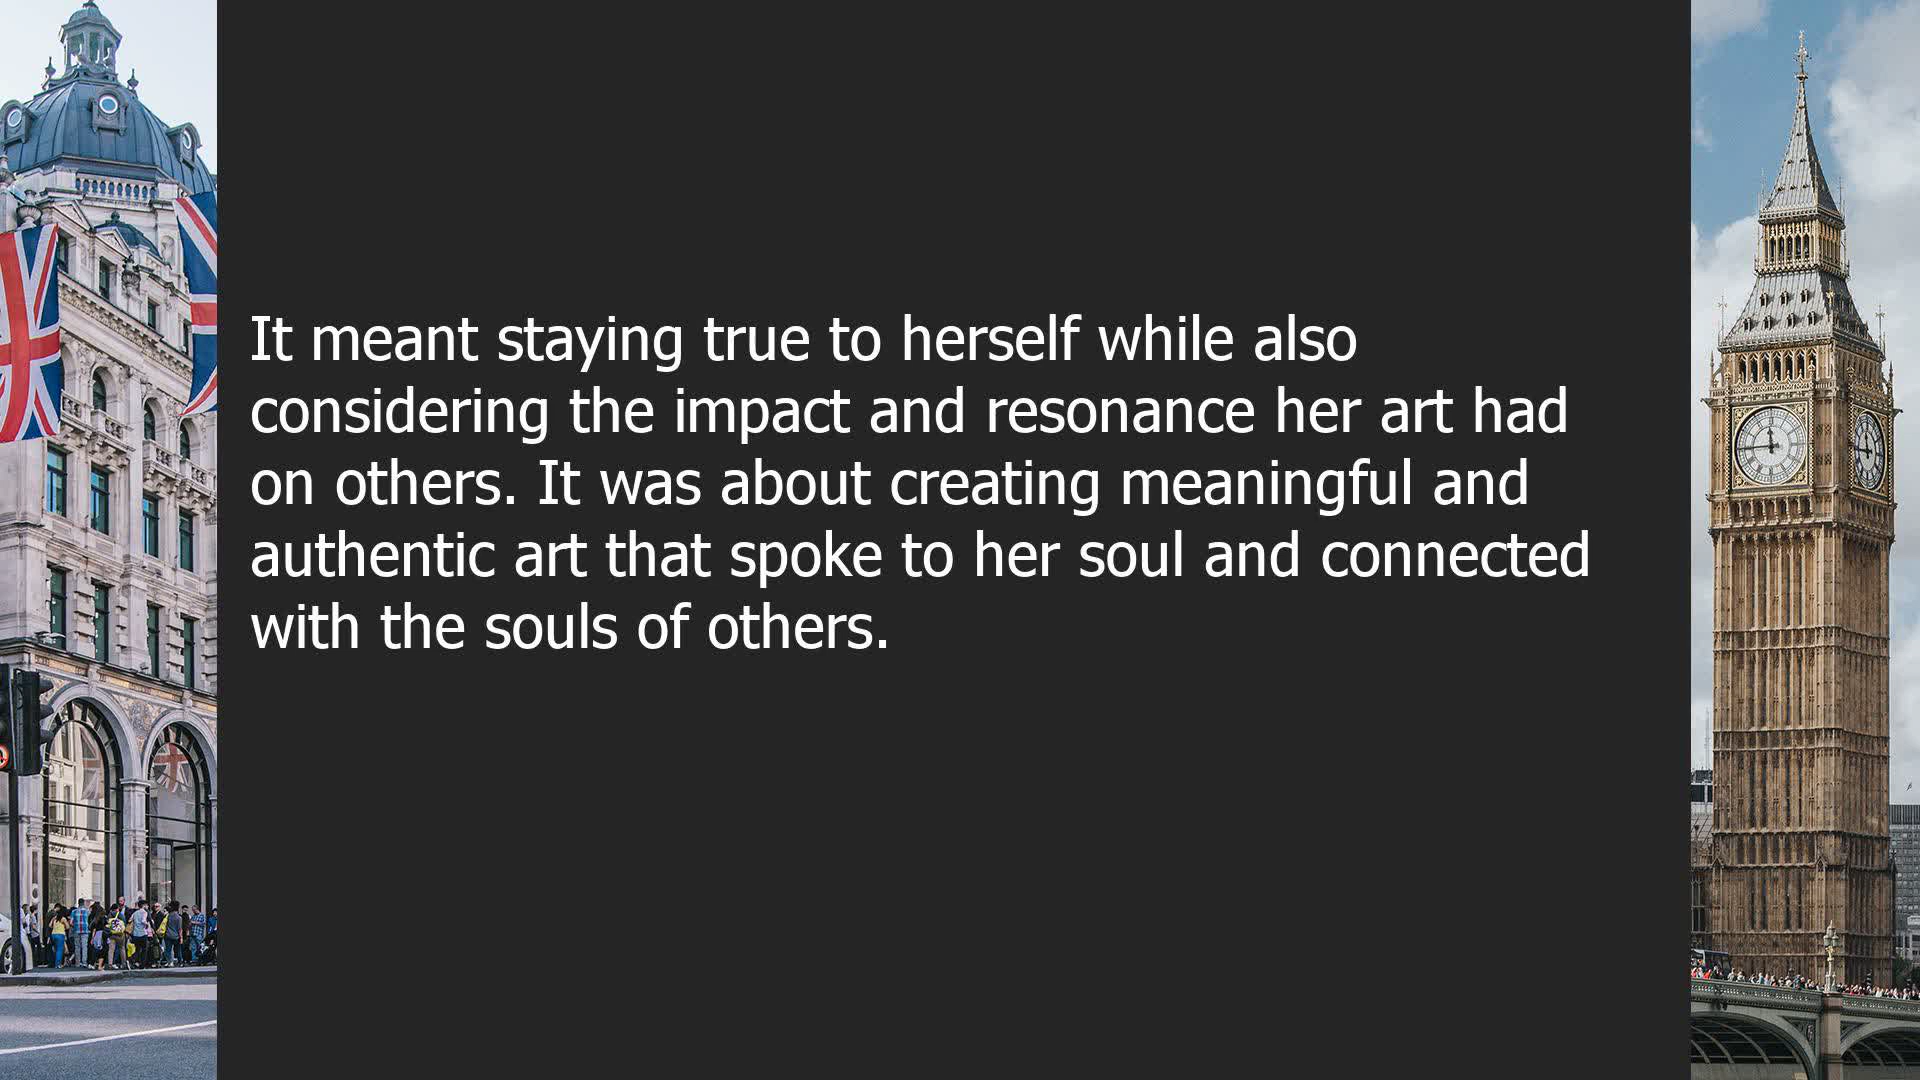 It meant staying true to herself while also
considering the impact and resonance her art had
on others. It was about creating meaningful and
authentic art that spoke to her soul and connected
with the souls of others.